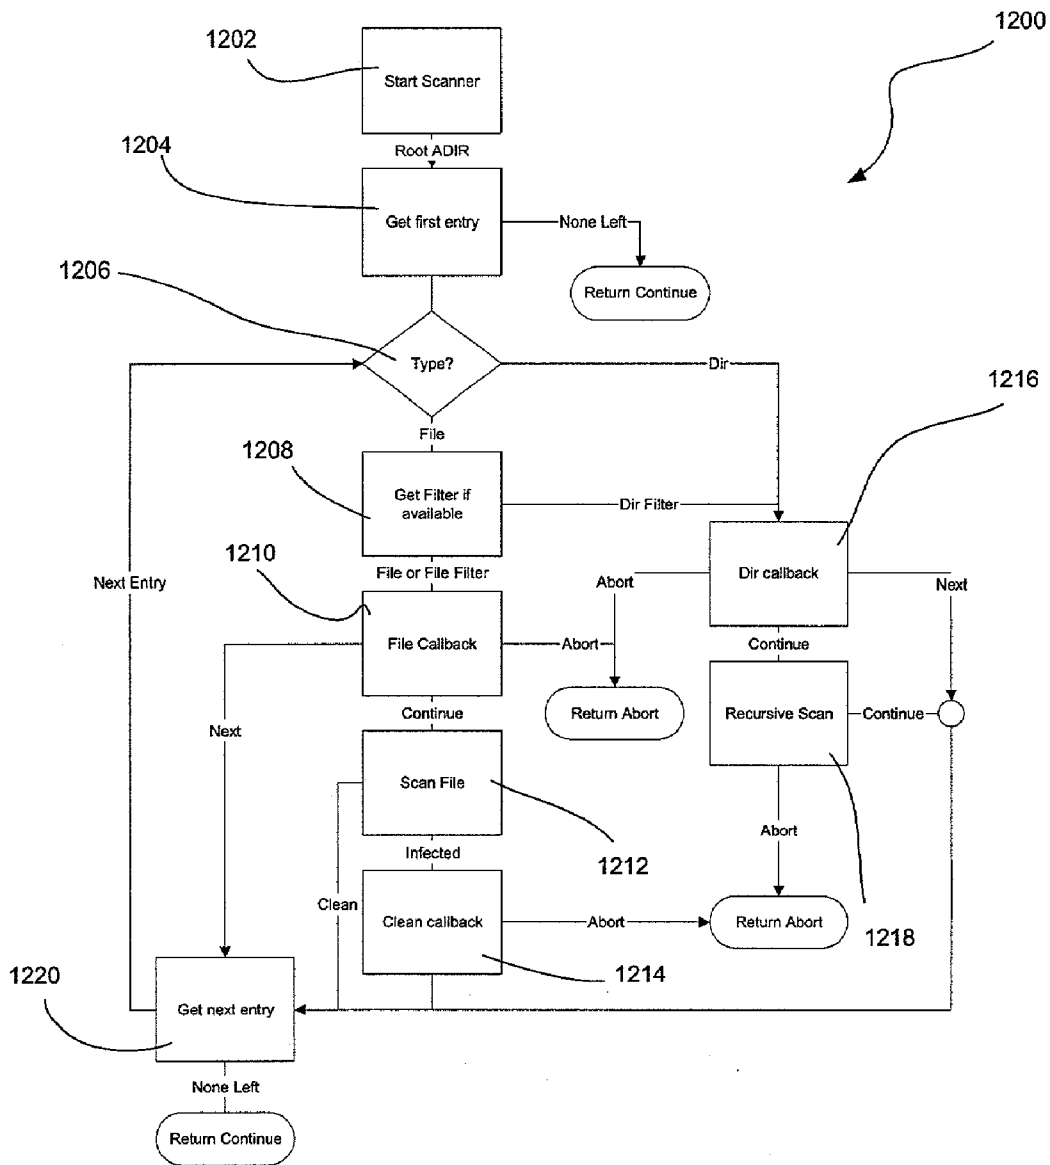 1202
1200
Start Scanner
1204
Root ADIR
Get first entry
None Left
1206
Return Continue
Type?
Dir
1216
File
1208
Get Filter if
available
Dir Filter
1210
File or File Filter
Next Entry
Abort
Dir callback
Next
File Callback
Abort
Continue
Return Abort
Recursive Scan
Continue
Next
Continue
Scan File
Abort
Infected
1212
Clean
Clean callback
Abort
Return Abort
1218
1214
1220
Get next entry
None Left
Return Continue